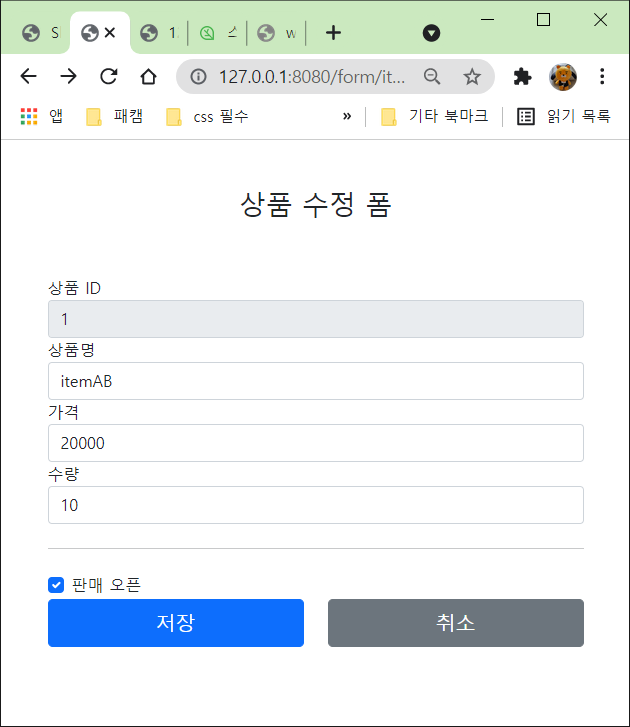 S
1.
w
127.0.0.1:8080/form/it...
앱
패캠
css 필수
»
기타 북마크
읽기 목록
상품 수정 폼
상품 ID
1
상품명
itemAB
가격
20000
수량
10
판매 오픈
저장
취소